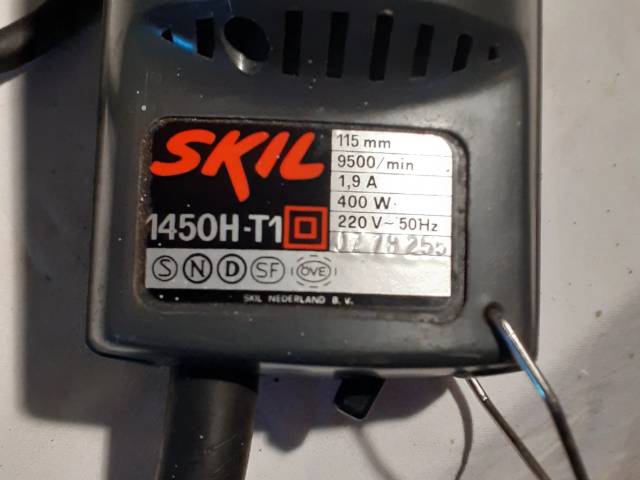 SKIL
115 mm
9500/min
1,9 A
400 W·
1450H-T1
220 V~50Hz
S N D SF ÖVE
SKIL NEDERLAND B. V.